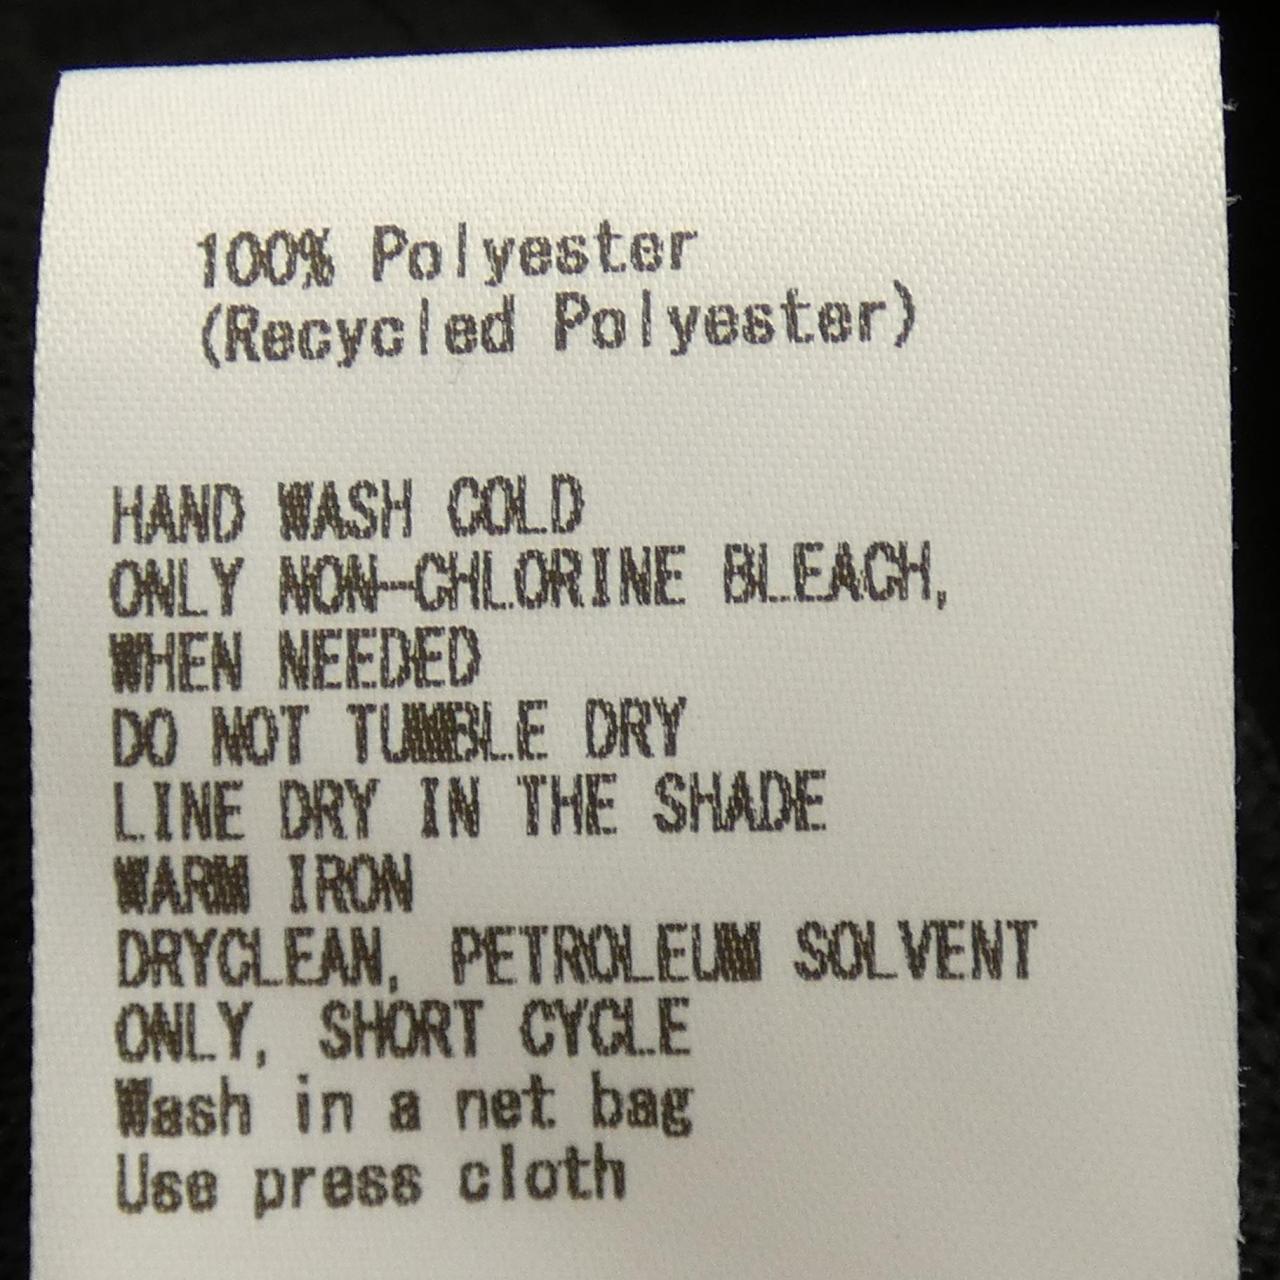 100% Polyester
(Recycled Polyester)
HAND WASH COLD
ONLY NON-CHLORINE BLEACH,
WHEN NEEDED
DO NOT TUMBLE DRY
LINE DRY IN THE SHADE
WARM IRON
DRYCLEAN, PETROLEUM SOLVENT
ONLY, SHORT CYCLE
Wash in a net bag
Use press cloth